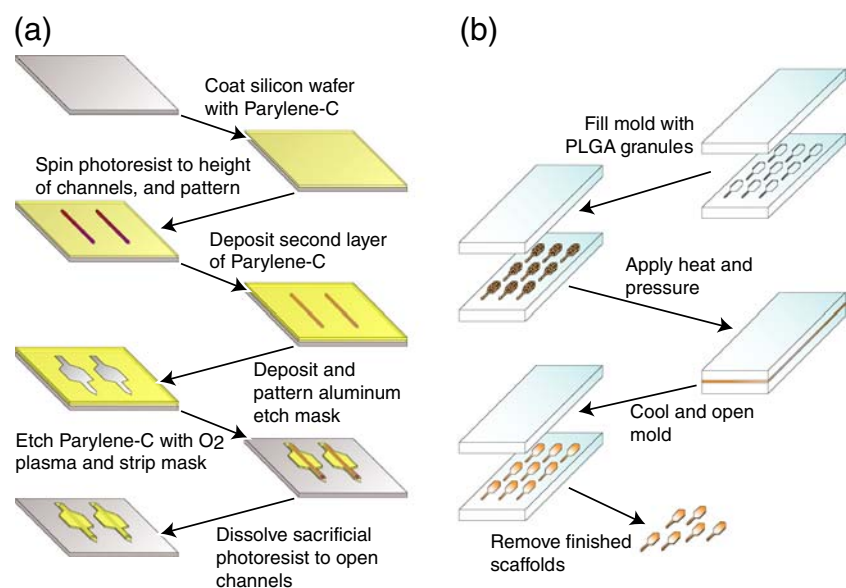 (a)
Coat silicon wafer
with Parylene-C
Spin photoresist to height
of channels, and pattern
Deposit second layer
of Parylene-C
Deposit and
pattern aluminum
etch mask
Etch Parylene-C with O2
plasma and strip mask
Dissolve sacrificial
photoresist to open
channels
(b)
Fill mold with
PLGA granules
Apply heat and
pressure
Cool and open
mold
Remove finished
scaffolds